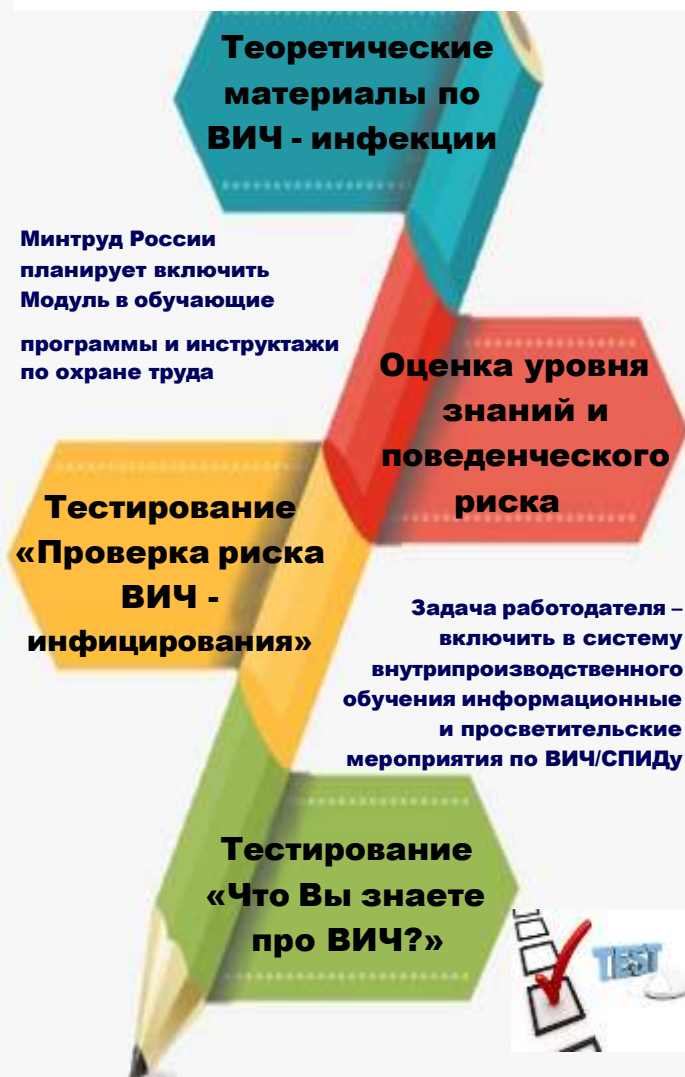 Теоретические
материалы по
ВИЧ - инфекции
Минтруд России
планирует включить
Модуль в обучающие
программы и инструктажи
по охране труда
Оценка уровня
знаний и
поведенческого
риска
Тестирование
«Проверка риска
ВИЧ -
инфицирования»
Задача работодателя –
включить в систему
внутрипроизводственного
обучения информационные
и просветительские
мероприятия по ВИЧ/СПИДу
Тестирование
«Что Вы знаете
про ВИЧ?»
TEST